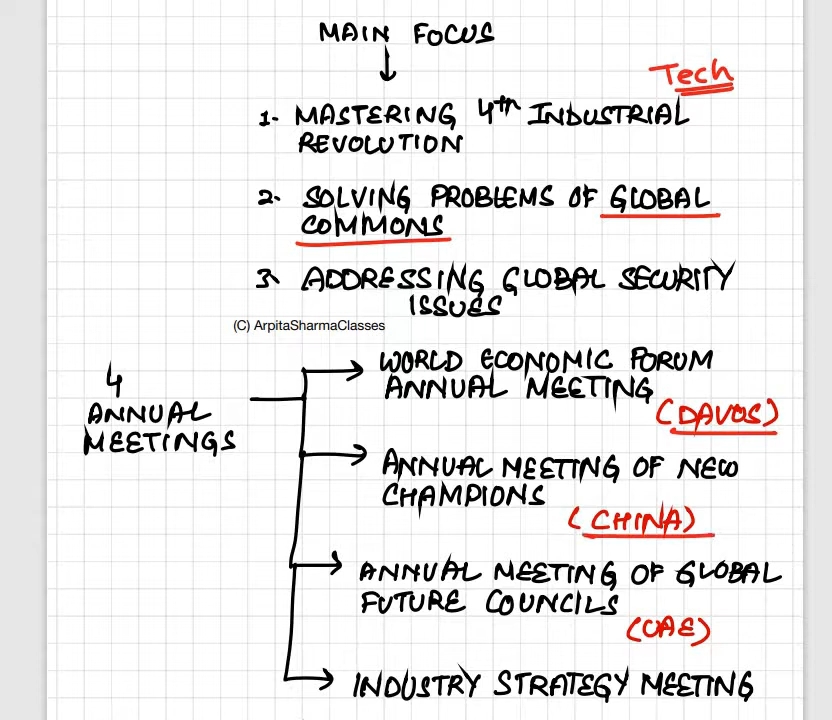 MAIN FOCUS
Tech
1. MASTERING 4th INDUSTRIAL
REVOLUTION
2. SOLVING PROBLEMS OF GLOBAL
COMMONS
3. ADDRESSING GLOBAL SECURITY
ISSUES
(C) ArpitaSharmaClasses
4
ANNUAL
MEETINGS
WORLD ECONOMIC FORUM
ANNUAL MEETING
(DAVOS)
ANNUAL MEETING OF NEW
CHAMPIONS
(CHINA)
ANNUAL MEETING OF GLOBAL
FUTURE COUNCILS
(UAE)
INDUSTRY STRATEGY MEETING